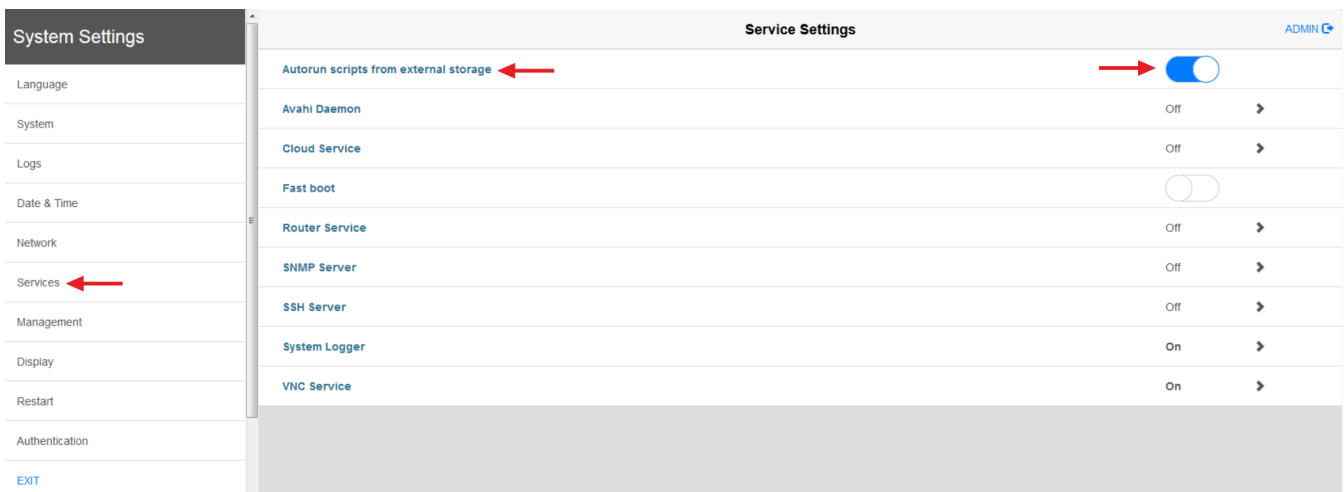 System Settings
Language
System
Logs
Date & Time
Network
Services
Management
Display
Restart
Authentication
EXIT
Service Settings
ADMIN
Autorun scripts from external storage
Avahi Daemon Off
Cloud Service Off
Fast boot
Router Service Off
SNMP Server Off
SSH Server Off
System Logger On
VNC Service On